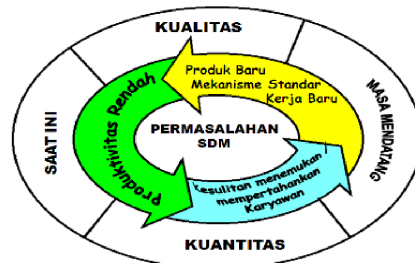 KUALITAS
Produk Baru
Mekanisme Standar
Kerja Baru
Produktivitas Rendah
SAAT INI
PERMASALAHAN
SDM
MASA MENDATANG
Kesulitan menemukan
mempertahankan
Karyawan
KUANTITAS